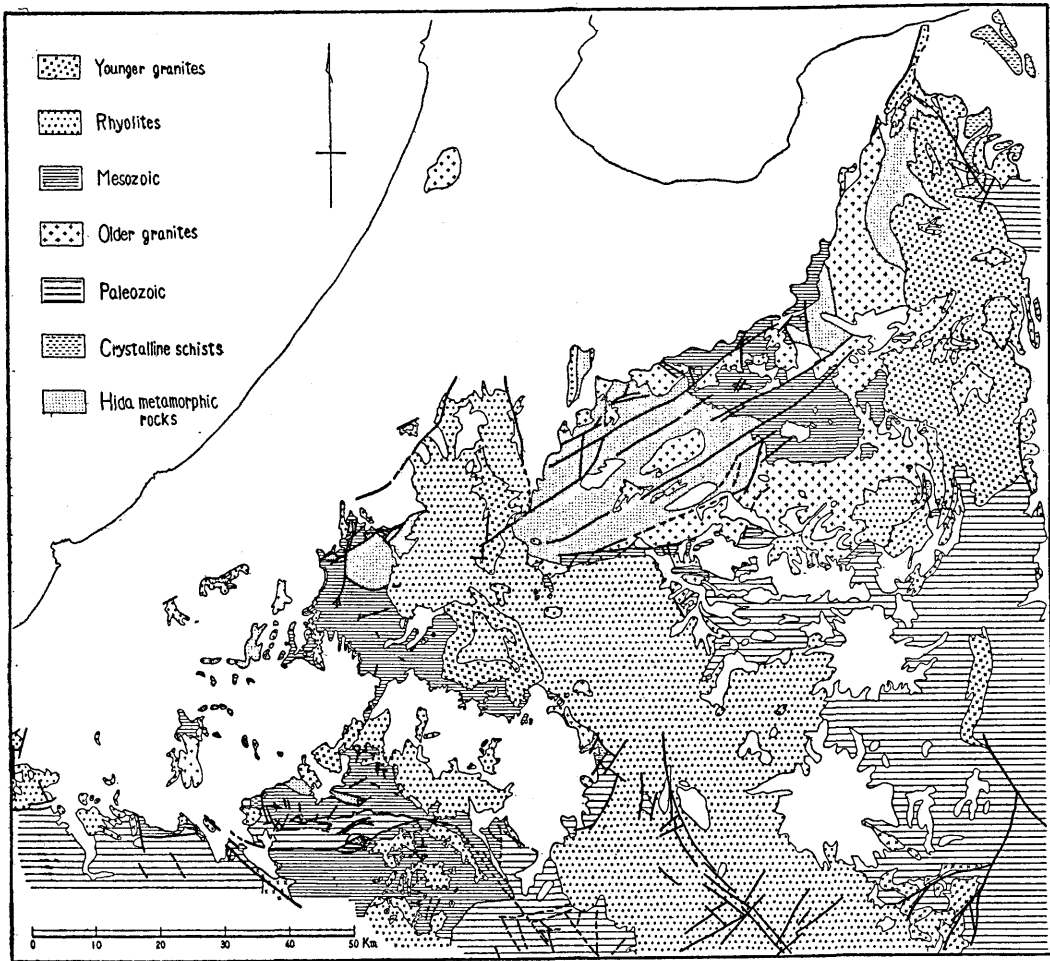 Younger granites
Rhyolites
Mesozoic
Older granites
Paleozoic
Crystalline schists
Hida metamorphic
rocks
0 10 20 30 40 50 Km